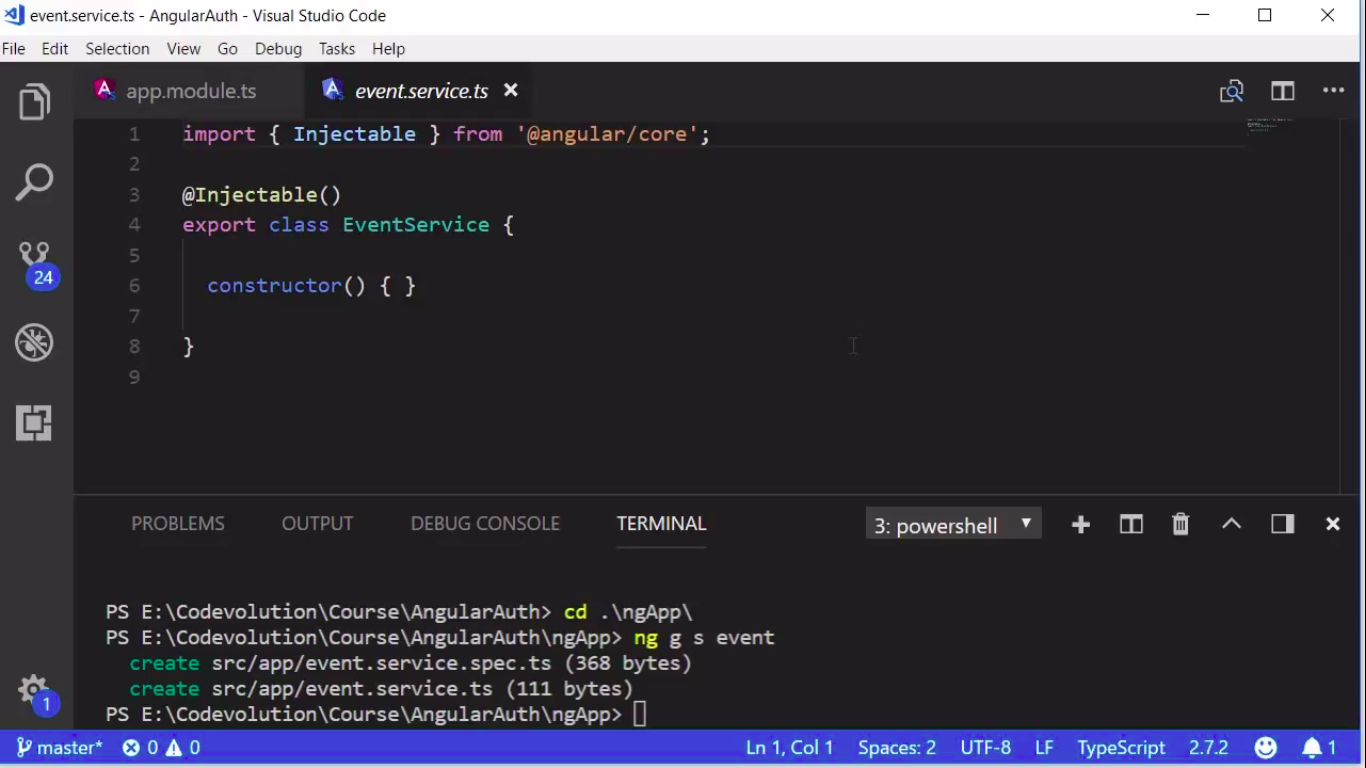 event.service.ts - AngularAuth - Visual Studio Code
File Edit Selection View Go Debug Tasks Help
app.module.ts event.service.ts
1 import { Injectable } from '@angular/core';
2
3 @Injectable()
4 export class EventService {
5
6 constructor() { }
7
8 }
9
24
PROBLEMS OUTPUT DEBUG CONSOLE TERMINAL 3: powershell
PS E:\Codevolution\Course\AngularAuth> cd .\ngApp\
PS E:\Codevolution\Course\AngularAuth\ngApp> ng g s event
create src/app/event.service.spec.ts (368 bytes)
create src/app/event.service.ts (111 bytes)
PS E:\Codevolution\Course\AngularAuth\ngApp>
1
master* 0 0 Ln 1, Col 1 Spaces: 2 UTF-8 LF TypeScript 2.7.2 1